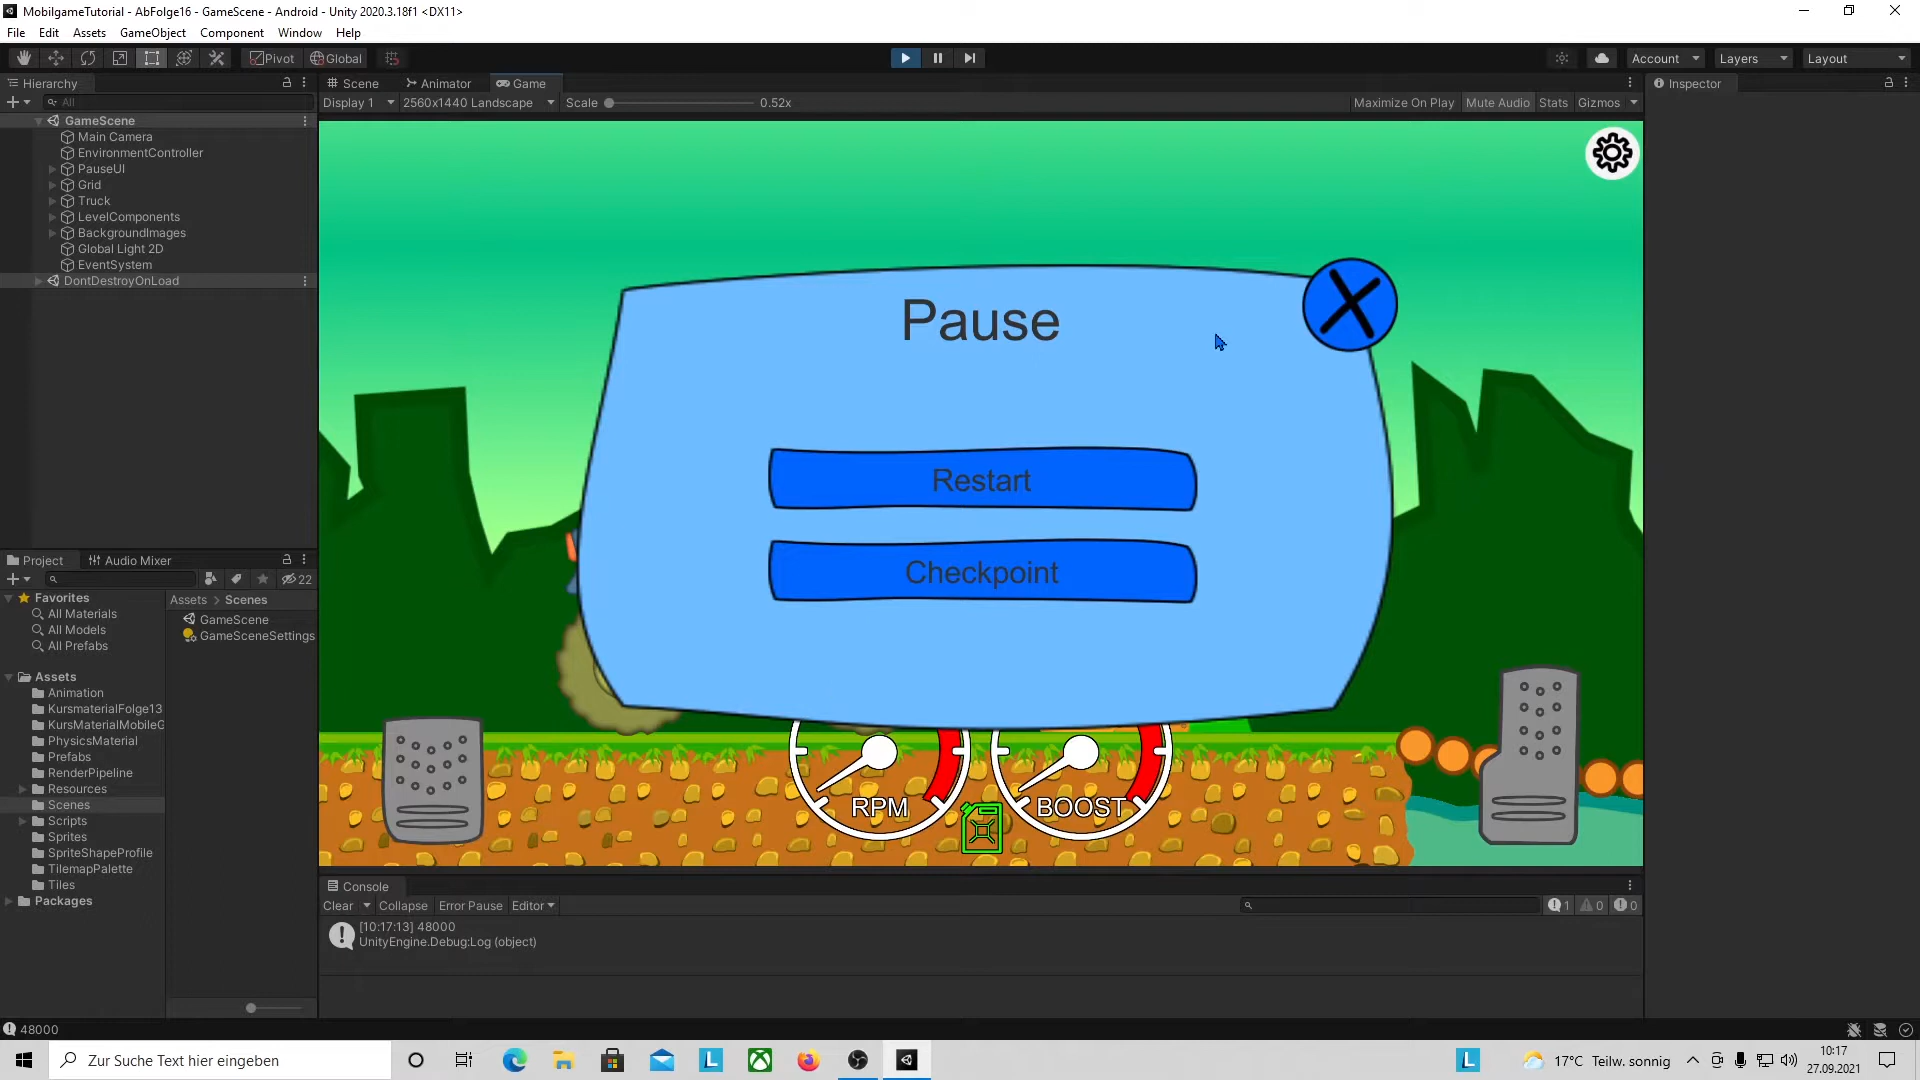 MobilgameTutorial - AbFolge16 - GameScene - Android - Unity 2020.3.18f1 <DX11>
File Edit Assets GameObject Component Window Help
Pivot Global Account Layers Layout
Hierarchy Scene Animator Game Inspector
All Display 1 2560x1440 Landscape Scale 0.52x Maximize On Play Mute Audio Stats Gizmos
GameScene
Main Camera
EnvironmentController
PauseUI
Grid
Truck
LevelComponents
BackgroundImages
Global Light 2D
EventSystem
DontDestroyOnLoad
Pause
Restart
Checkpoint
RPM
BOOST
Project Audio Mixer
22
Favorites
All Materials
All Models
All Prefabs
Assets
Animation
KursmaterialFolge13
KursMaterialMobileG
PhysicsMaterial
Prefabs
RenderPipeline
Resources
Scenes
Scripts
Sprites
SpriteShapeProfile
TilemapPalette
Tiles
Packages
Assets > Scenes
GameScene
GameSceneSettings
Console
Clear Collapse Error Pause Editor 1 0 0
[10:17:13] 48000
UnityEngine.Debug:Log (object)
48000
Zur Suche Text hier eingeben
L
L
17°C Teilw. sonnig
10:17
27.09.2021